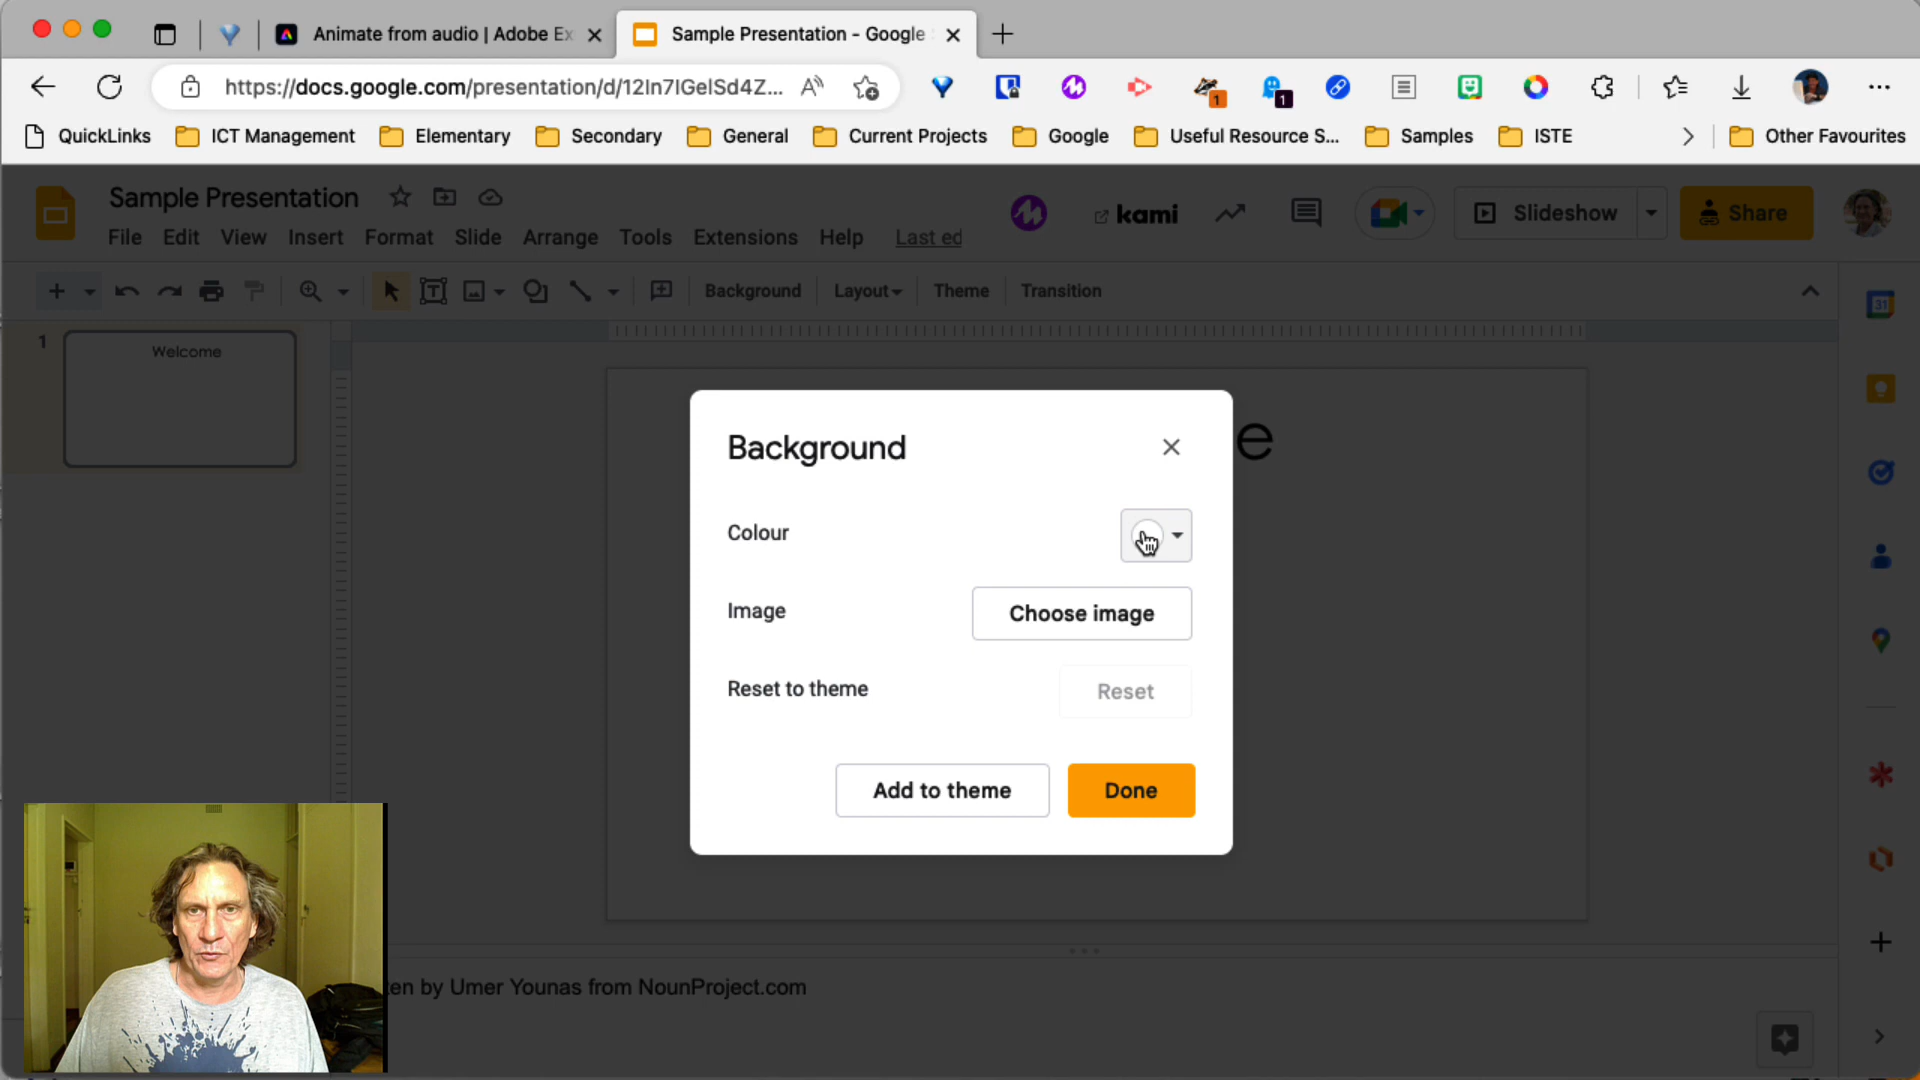 Animate from audio | Adobe Ex
Sample Presentation - Google
https://docs.google.com/presentation/d/12In7IGelSd4Z...
1
1
QuickLinks
ICT Management
Elementary
Secondary
General
Current Projects
Google
Useful Resource S...
Samples
ISTE
Other Favourites
Sample Presentation
kami
Slideshow
Share
File
Edit
View
Insert
Format
Slide
Arrange
Tools
Extensions
Help
Last ed
Background
Layout
Theme
Transition
31
1
Welcome
e
Background
Colour
Image
Choose image
Reset to theme
Reset
Add to theme
Done
en by Umer Younas from NounProject.com